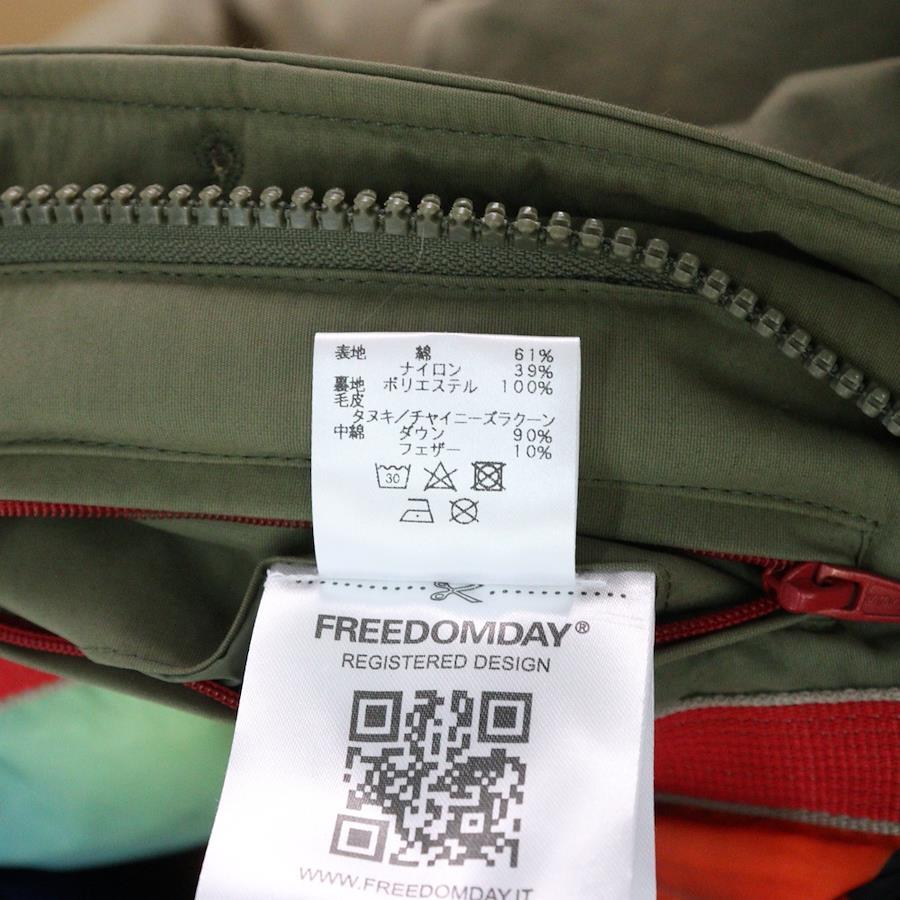 表地 綿 61%
ナイロン 39%
裏地 ポリエステル 100%
毛皮
タヌキ/チャイニーズラクーン
中綿 ダウン 90%
フェザー 10%
30
FREEDOMDAY®
REGISTERED DESIGN
WWW.FREEDOMDAY.IT